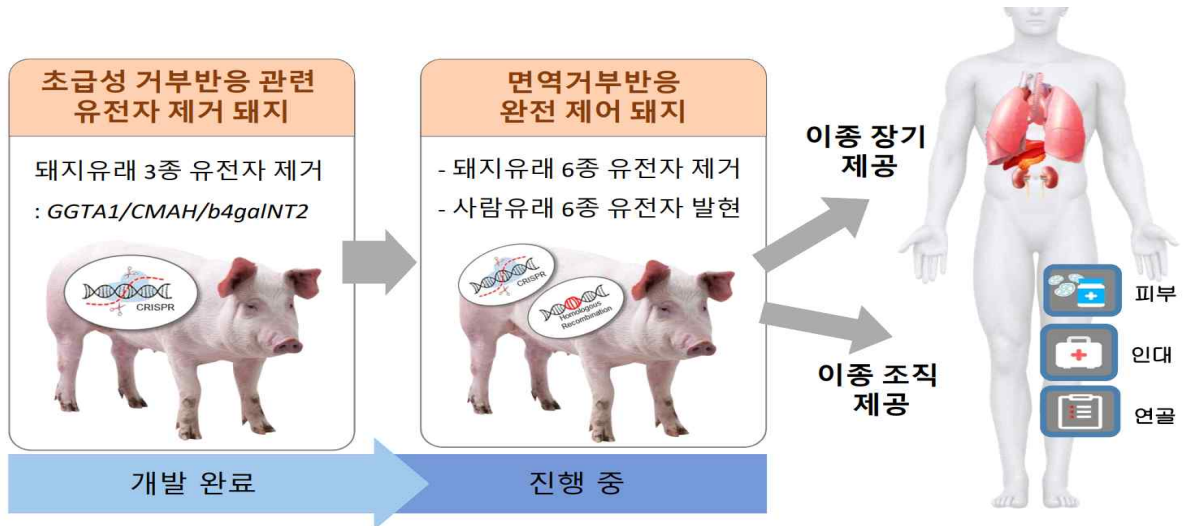 초급성 거부반응 관련
유전자 제거 돼지
돼지유래 3종 유전자 제거
: GGTA1/CMAH/b4galNT2
CRISPR
개발 완료
면역거부반응
완전 제어 돼지
- 돼지유래 6종 유전자 제거
- 사람유래 6종 유전자 발현
CRISPR
Homologous
Recombination
진행 중
이종 장기
제공
이종 조직
제공
피부
인대
연골